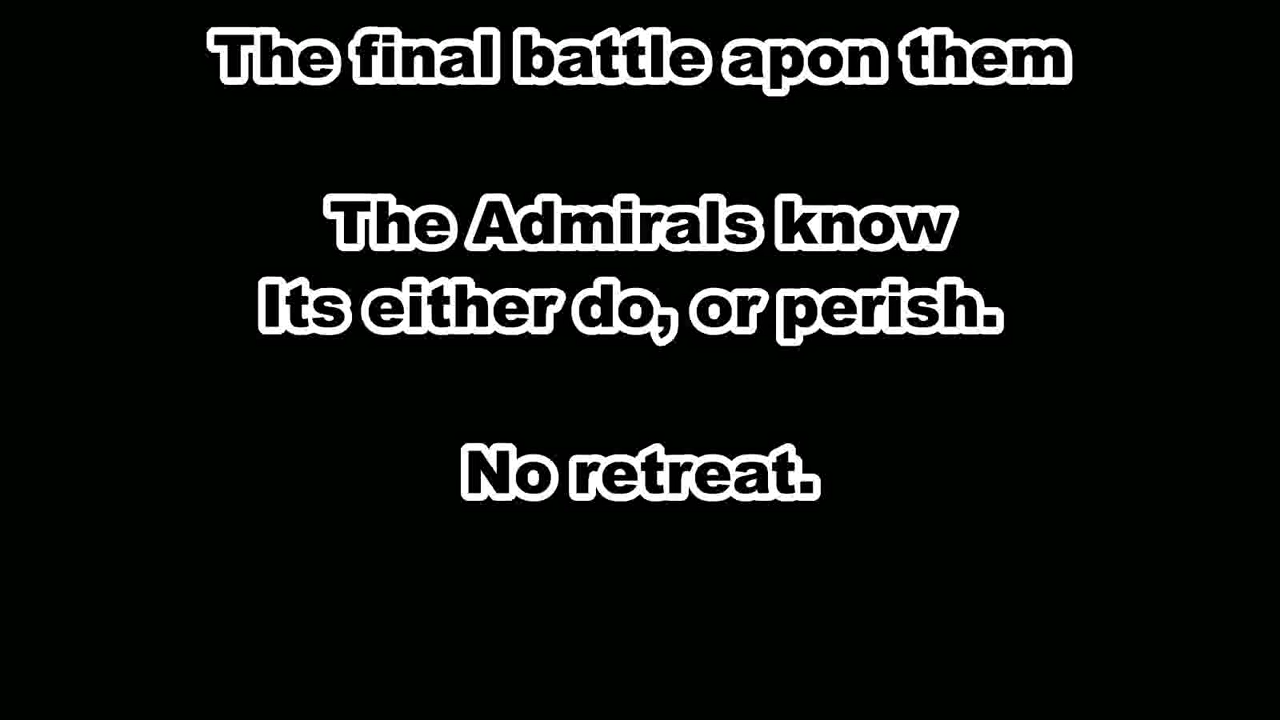 The final battle apon them
The Admirals know
Its either do, or perish.
No retreat.